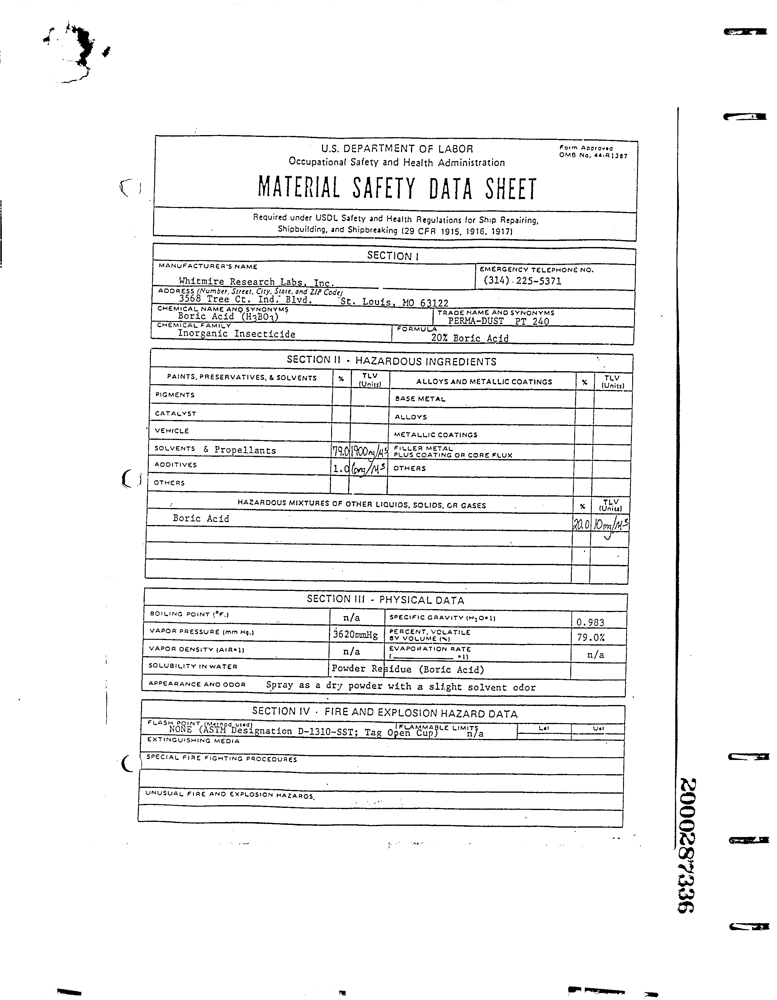 U.S. DEPARTMENT OF LABOR
Occupational Safety and Health Administration
Form Approved
OMB No. 44-R1387
MATERIAL SAFETY DATA SHEET
Required under USDL Safety and Health Regulations for Ship Repairing,
Shipbuilding, and Shipbreaking (29 CFR 1915, 1916, 1917)
SECTION I
MANUFACTURER'S NAME
Whitmire Research Labs, Inc.
EMERGENCY TELEPHONE NO.
(314) 225-5371
ADDRESS (Number, Street, City, State, and ZIP Code)
3568 Tree Ct. Ind. Blvd. St. Louis, MO 63122
CHEMICAL NAME AND SYNONYMS
Boric Acid (H3BO3)
TRADE NAME AND SYNONYMS
PERMA-DUST PT 240
CHEMICAL FAMILY
Inorganic Insecticide
FORMULA
20% Boric Acid
SECTION II - HAZARDOUS INGREDIENTS
PAINTS, PRESERVATIVES, & SOLVENTS % TLV (Units) ALLOYS AND METALLIC COATINGS % TLV (Units)
PIGMENTS BASE METAL
CATALYST ALLOYS
VEHICLE METALLIC COATINGS
SOLVENTS & Propellants 79.0 1900 mg/M3 FILLER METAL PLUS COATING OR CORE FLUX
ADDITIVES 1.0 6mg/M3 OTHERS
OTHERS
HAZARDOUS MIXTURES OF OTHER LIQUIDS, SOLIDS, OR GASES % TLV (Units)
Boric Acid 20.0 10mg/M3
SECTION III - PHYSICAL DATA
BOILING POINT (°F.) n/a SPECIFIC GRAVITY (H2O=1) 0.983
VAPOR PRESSURE (mm Hg.) 3620mmHg PERCENT, VOLATILE BY VOLUME (%) 79.0%
VAPOR DENSITY (AIR=1) n/a EVAPORATION RATE (______ =1) n/a
SOLUBILITY IN WATER Powder Residue (Boric Acid)
APPEARANCE AND ODOR Spray as a dry powder with a slight solvent odor
SECTION IV - FIRE AND EXPLOSION HAZARD DATA
FLASH POINT (Method used) FLAMMABLE LIMITS Lel Uel
NONE (ASTM Designation D-1310-SST; Tag Open Cup) n/a
EXTINGUISHING MEDIA
SPECIAL FIRE FIGHTING PROCEDURES
UNUSUAL FIRE AND EXPLOSION HAZARDS.
2000287336